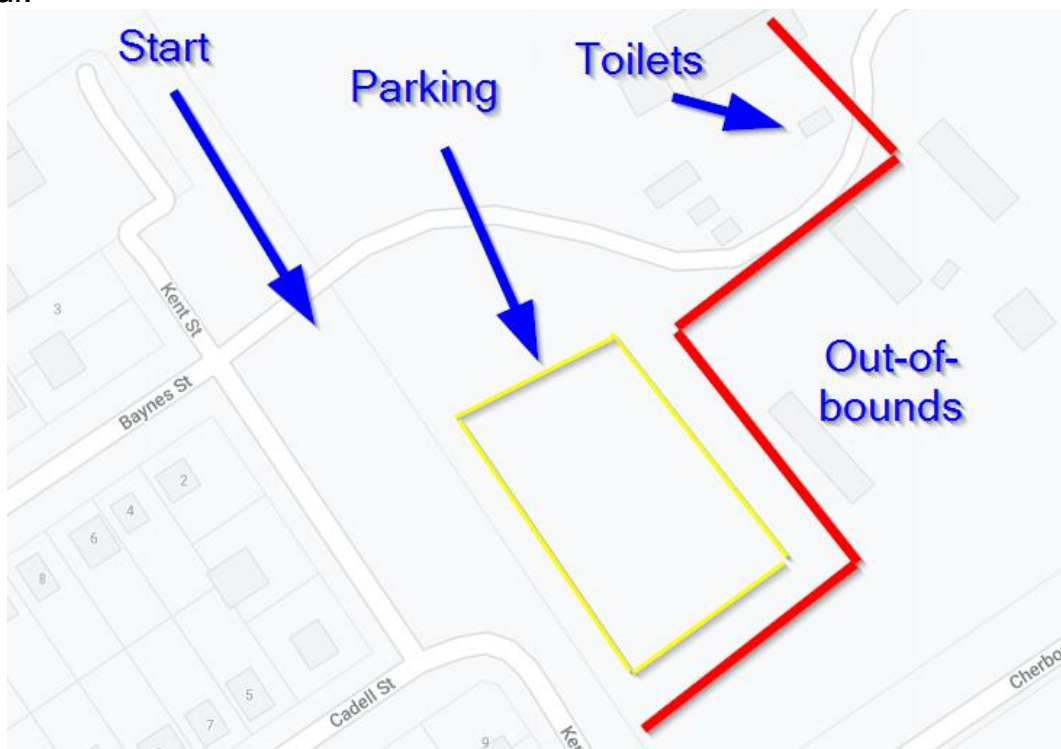 Start
Parking
Toilets
Kent St
3
Baynes St
Out-of-
bounds
2
4
6
8
5
7
Cadell St
9